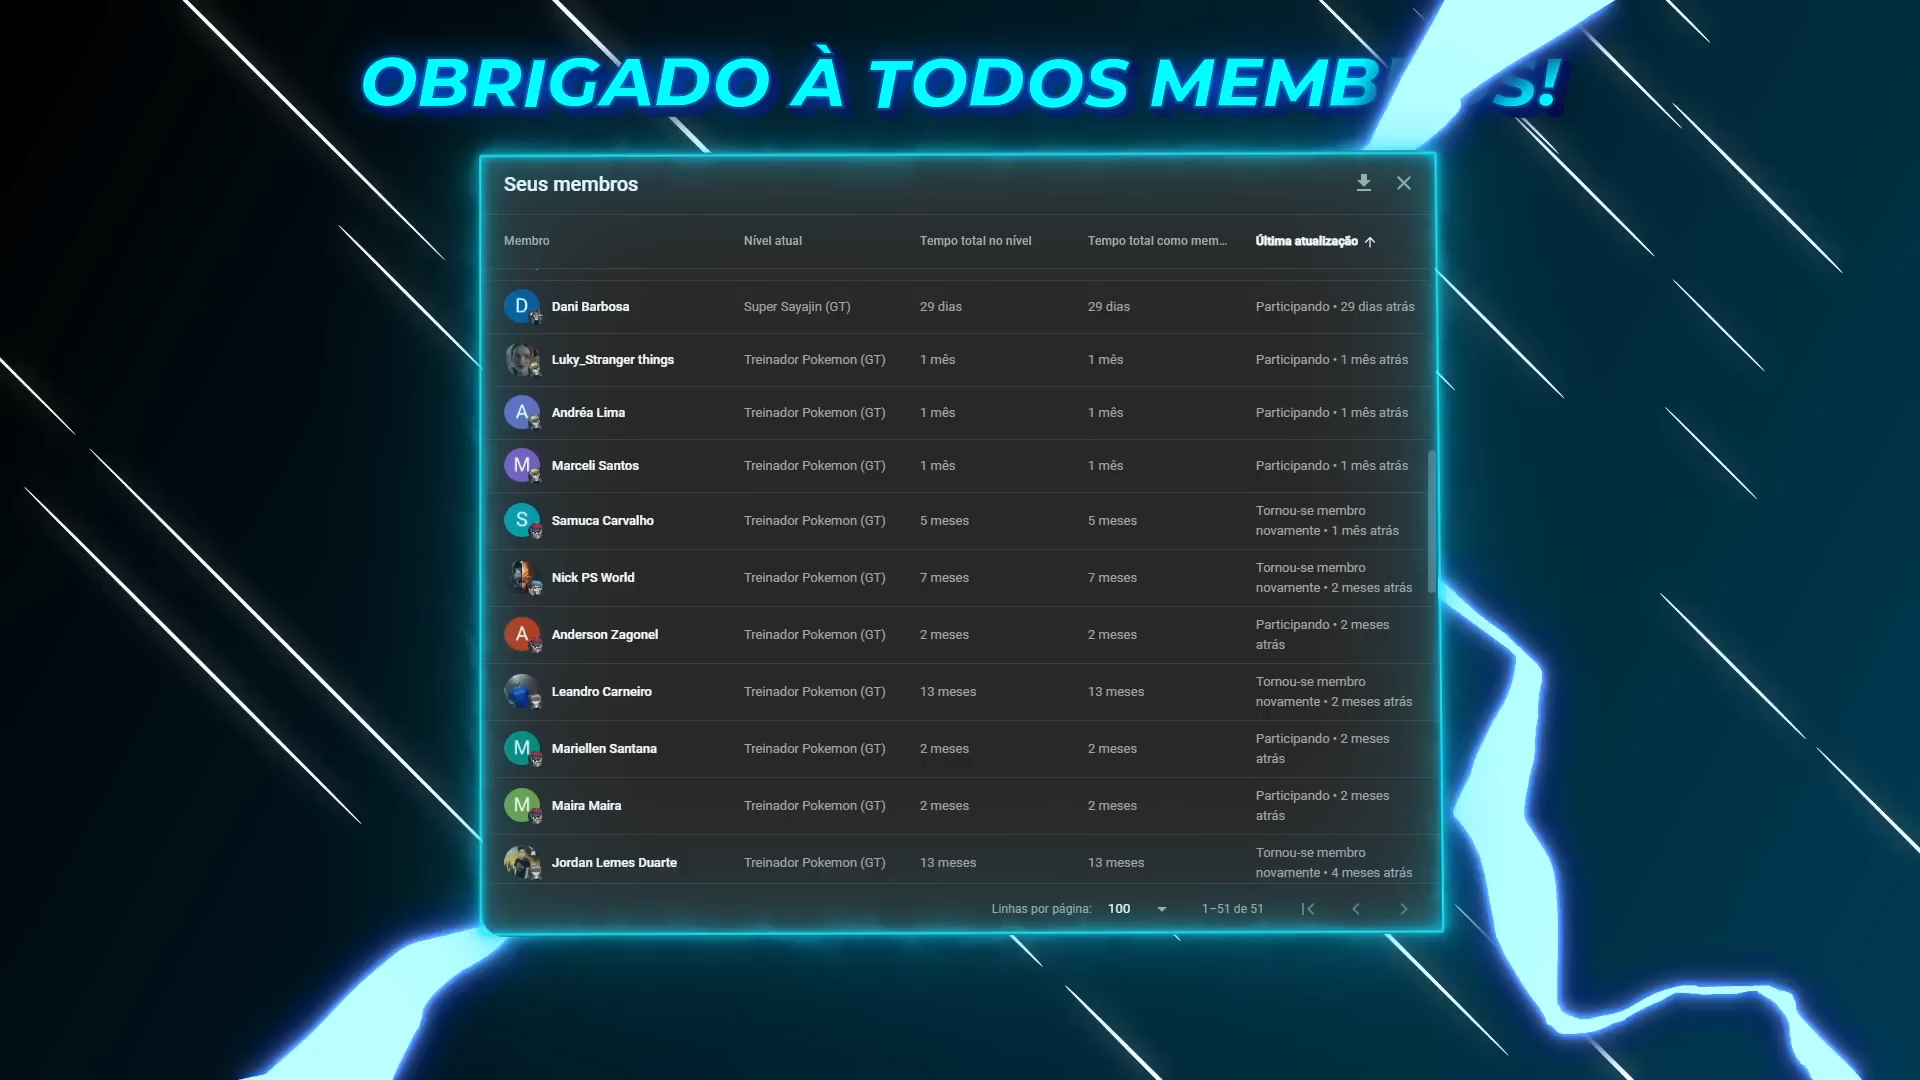 OBRIGADO À TODOS MEMB S!
Seus membros
Membro Nível atual Tempo total no nível Tempo total como mem... Última atualização
D Dani Barbosa Super Sayajin (GT) 29 dias 29 dias Participando • 29 dias atrás
Luky_Stranger things Treinador Pokemon (GT) 1 mês 1 mês Participando • 1 mês atrás
A Andréa Lima Treinador Pokemon (GT) 1 mês 1 mês Participando • 1 mês atrás
M Marceli Santos Treinador Pokemon (GT) 1 mês 1 mês Participando • 1 mês atrás
S Samuca Carvalho Treinador Pokemon (GT) 5 meses 5 meses Tornou-se membro
novamente • 1 mês atrás
Nick PS World Treinador Pokemon (GT) 7 meses 7 meses Tornou-se membro
novamente • 2 meses atrás
A Anderson Zagonel Treinador Pokemon (GT) 2 meses 2 meses Participando • 2 meses
atrás
Leandro Carneiro Treinador Pokemon (GT) 13 meses 13 meses Tornou-se membro
novamente • 2 meses atrás
M Mariellen Santana Treinador Pokemon (GT) 2 meses 2 meses Participando • 2 meses
atrás
M Maira Maira Treinador Pokemon (GT) 2 meses 2 meses Participando • 2 meses
atrás
Jordan Lemes Duarte Treinador Pokemon (GT) 13 meses 13 meses Tornou-se membro
novamente • 4 meses atrás
Linhas por página: 100 1–51 de 51